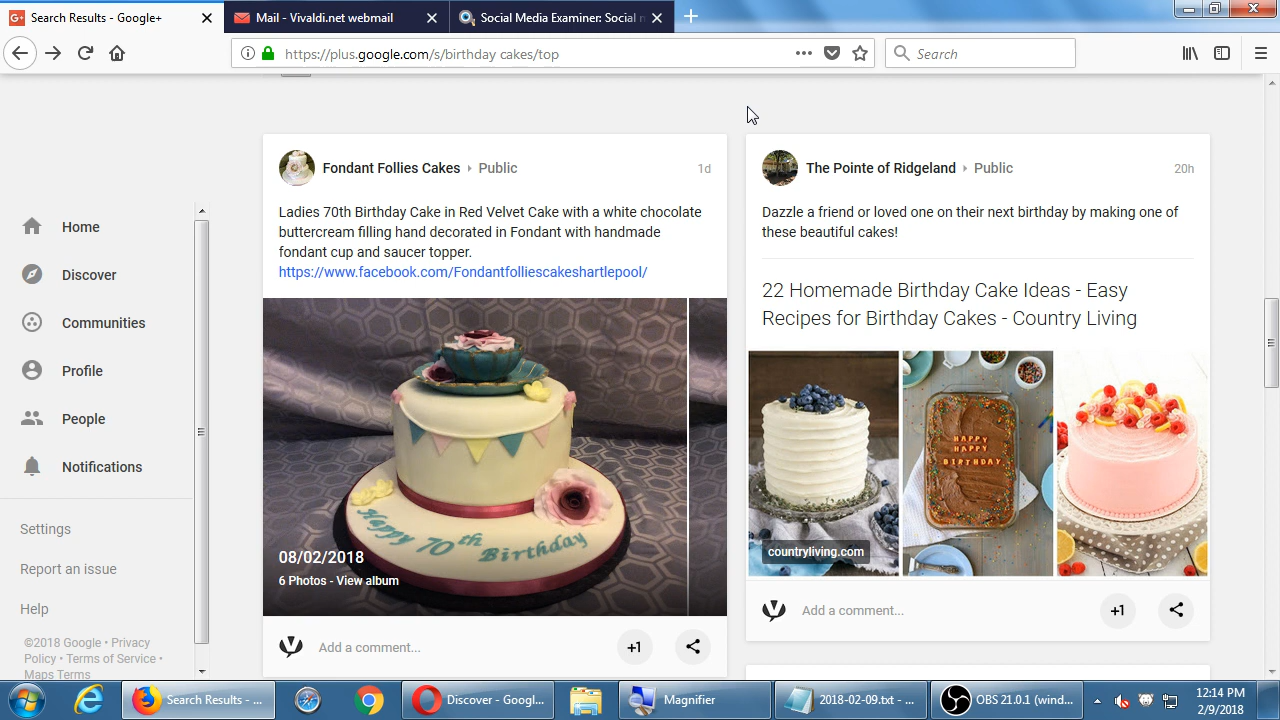 Search Results - Google+
Mail - Vivaldi.net webmail
Social Media Examiner: Social
https://plus.google.com/s/birthday cakes/top
Search
Home
Discover
Communities
Profile
People
Notifications
Settings
Report an issue
Help
©2018 Google • Privacy
Policy • Terms of Service •
Maps Terms
Fondant Follies Cakes Public
1d
Ladies 70th Birthday Cake in Red Velvet Cake with a white chocolate
buttercream filling hand decorated in Fondant with handmade
fondant cup and saucer topper.
https://www.facebook.com/Fondantfolliescakeshartlepool/
Happy 70th Birthday
08/02/2018
6 Photos - View album
Add a comment...
+1
The Pointe of Ridgeland Public
20h
Dazzle a friend or loved one on their next birthday by making one of
these beautiful cakes!
22 Homemade Birthday Cake Ideas - Easy
Recipes for Birthday Cakes - Country Living
HAPPY
HAPPY
BIRTHDAY
countryliving.com
Add a comment...
+1
Search Results - ...
Discover - Googl...
Magnifier
2018-02-09.txt - ...
OBS 21.0.1 (wind...
12:14 PM
2/9/2018